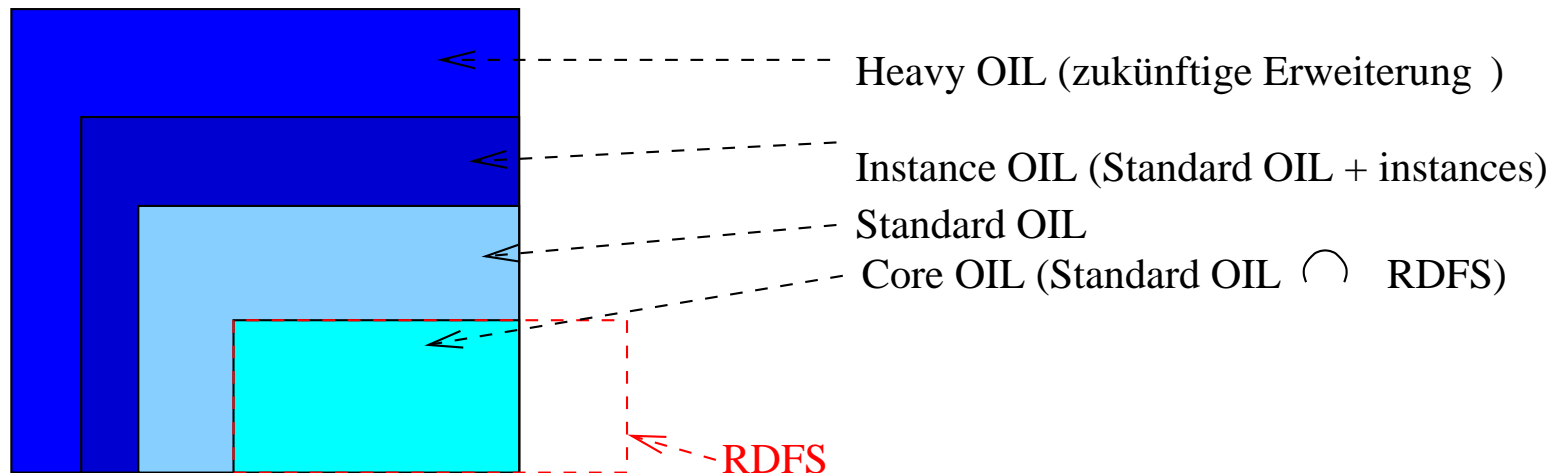 Heavy OIL (zukünftige Erweiterung )
Instance OIL (Standard OIL + instances)
Standard OIL
Core OIL (Standard OIL ∩ RDFS)
RDFS